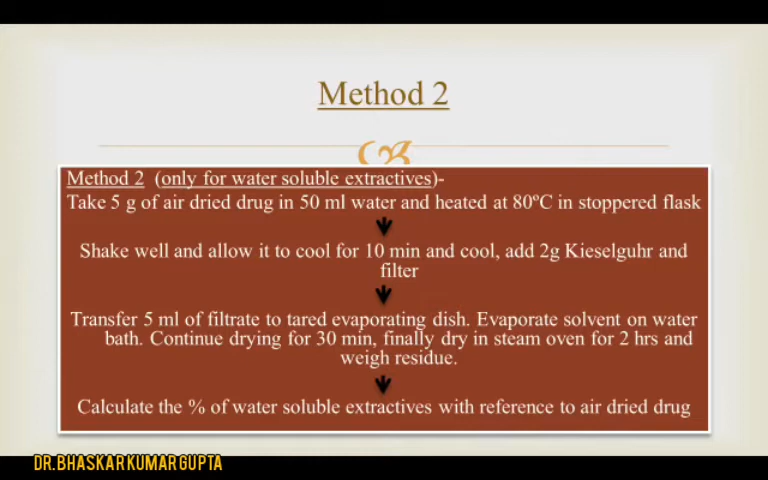 Method 2
Method 2 (only for water soluble extractives)-
Take 5 g of air dried drug in 50 ml water and heated at 80ºC in stoppered flask
Shake well and allow it to cool for 10 min and cool, add 2g Kieselguhr and
filter
Transfer 5 ml of filtrate to tared evaporating dish. Evaporate solvent on water
bath. Continue drying for 30 min, finally dry in steam oven for 2 hrs and
weigh residue.
Calculate the % of water soluble extractives with reference to air dried drug
DR.BHASKAR KUMAR GUPTA